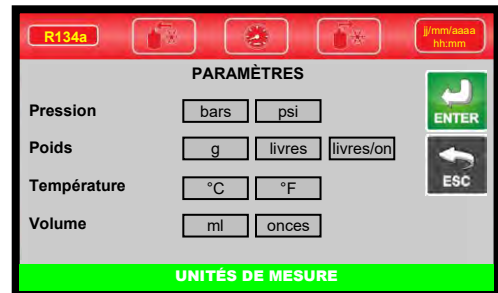 R134a
jj/mm/aaaa
hh:mm
PARAMÈTRES
Pression bars psi
ENTER
Poids g livres livres/on
Température °C °F
ESC
Volume ml onces
UNITÉS DE MESURE